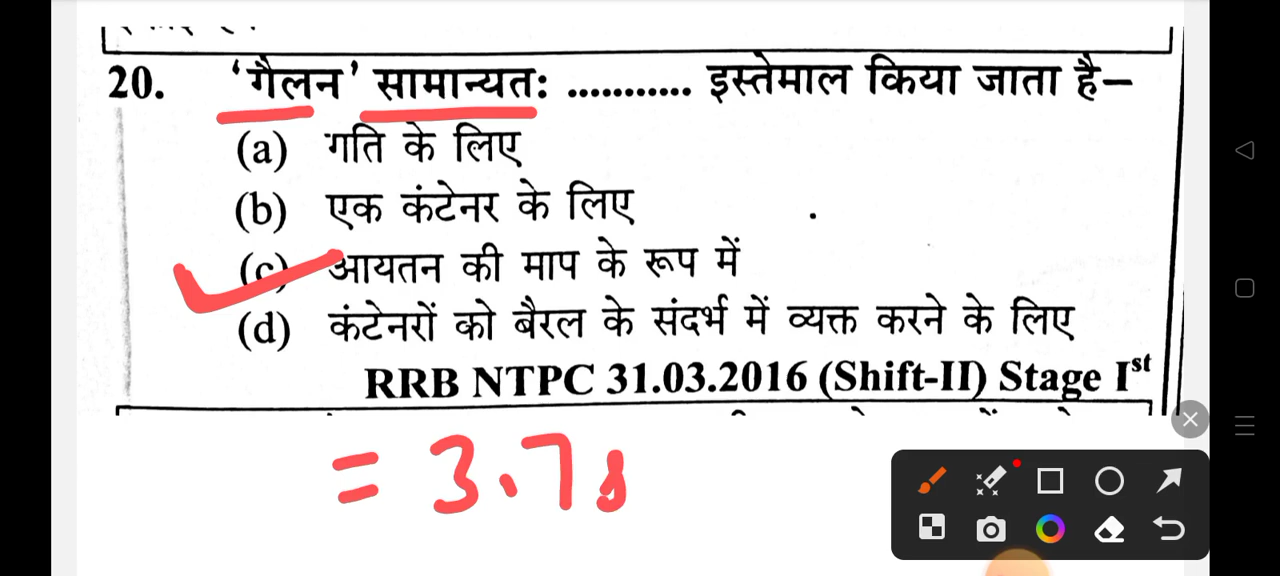 20. ‘गैलन’ सामान्यत: ........... इस्तेमाल किया जाता है–
(a) गति के लिए
(b) एक कंटेनर के लिए
(c) आयतन की माप के रूप में
(d) कंटेनरों को बैरल के संदर्भ में व्यक्त करने के लिए
RRB NTPC 31.03.2016 (Shift-II) Stage Ist
= 3.78